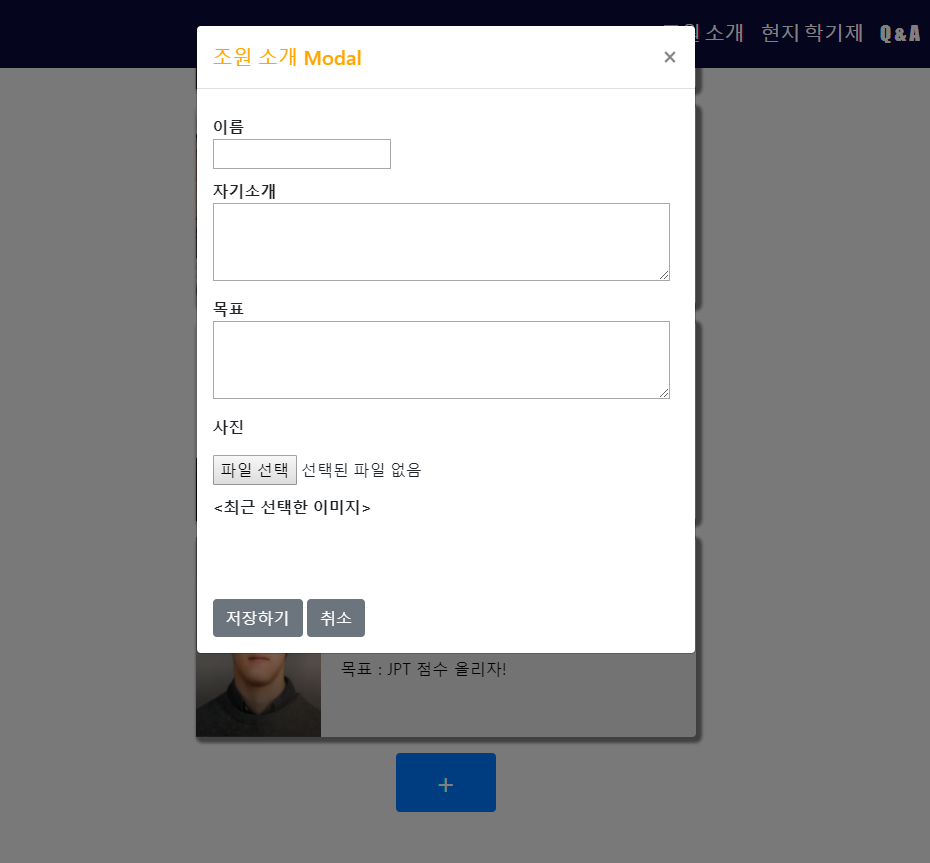 소개 현지 학기제 Q&A
조원 소개 Modal ×
이름
자기소개
목표
사진
파일 선택 선택된 파일 없음
<최근 선택한 이미지>
저장하기 취소
목표 : JPT 점수 올리자!
+